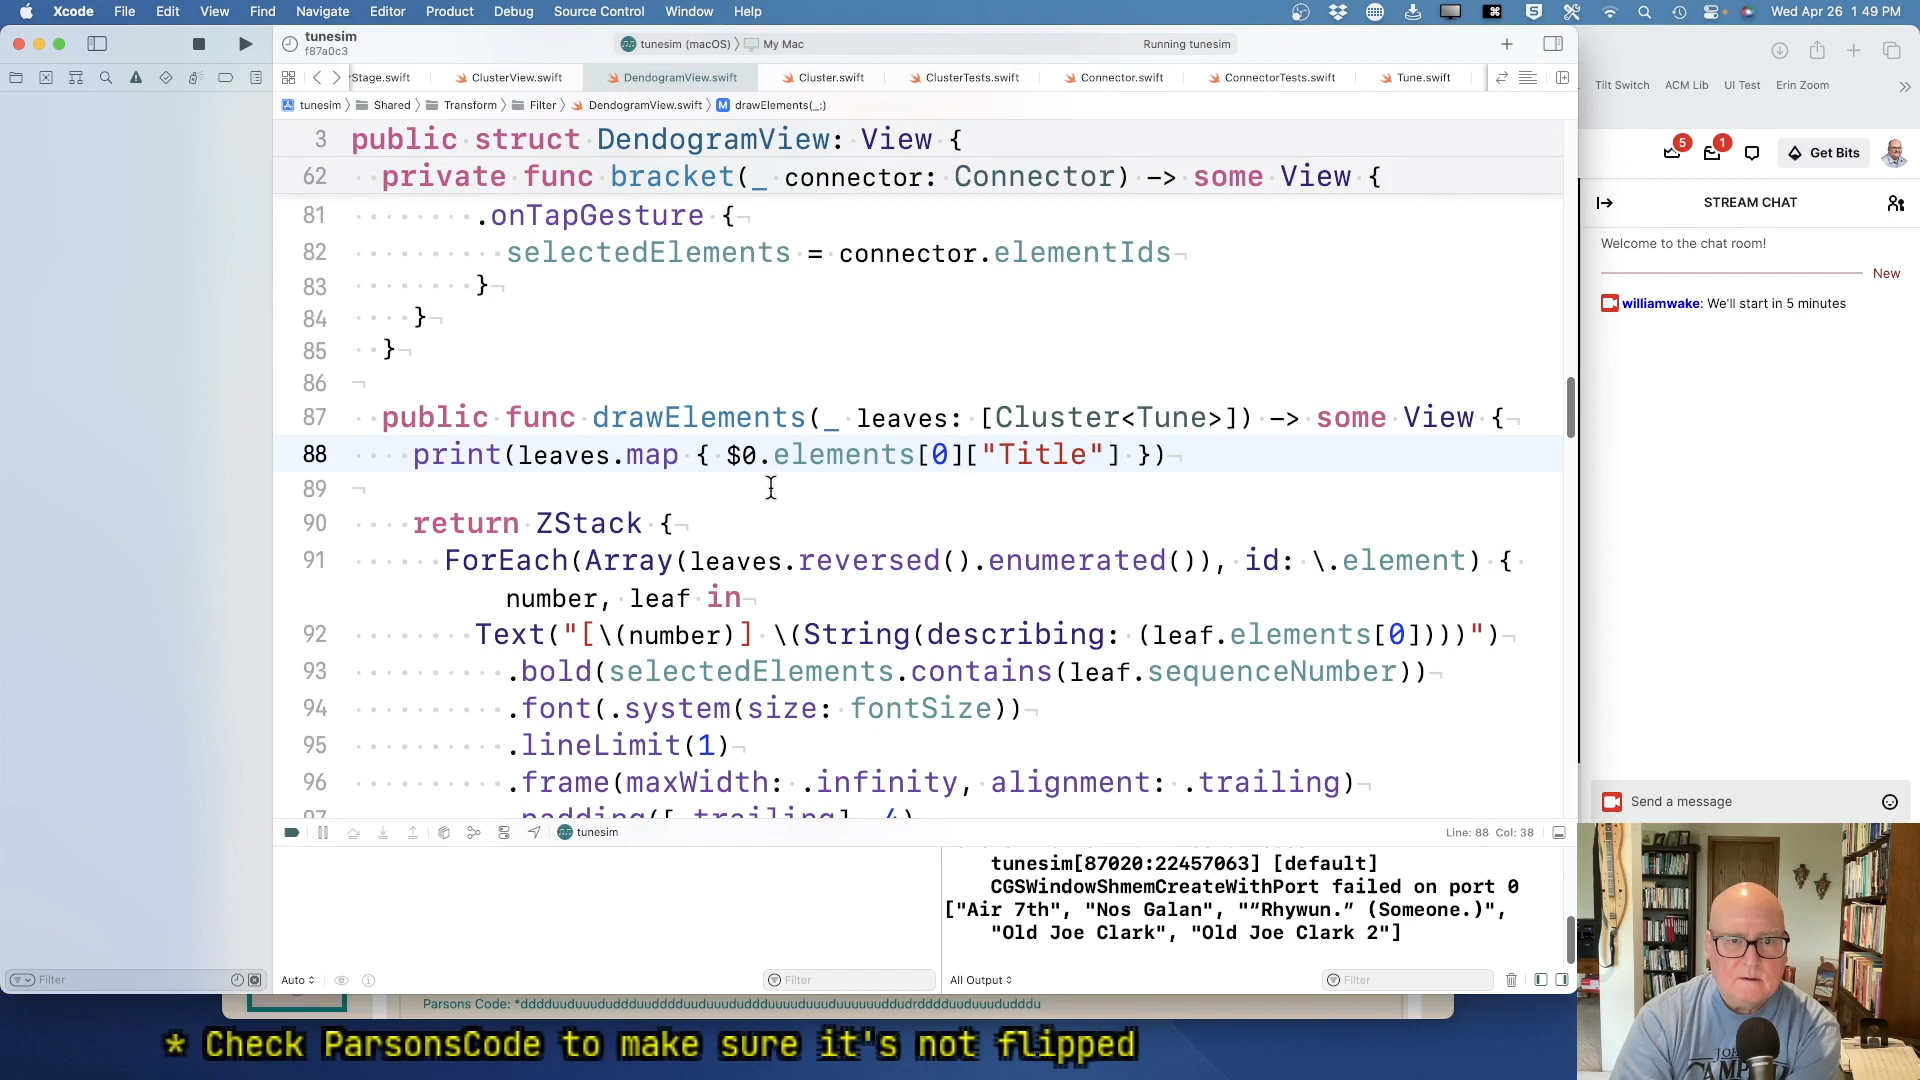 Xcode File Edit View Find Navigate Editor Product Debug Source Control Window Help
Wed Apr 26 1:49 PM
tunesim
f87a0c3
tunesim (macOS) 〉 My Mac
Running tunesim
rStage.swift ClusterView.swift DendogramView.swift Cluster.swift ClusterTests.swift Connector.swift ConnectorTests.swift Tune.swift
tunesim 〉 Shared 〉 Transform 〉 Filter 〉 DendogramView.swift 〉 M drawElements(_:)
3 public struct DendogramView: View {
62 private func bracket(_ connector: Connector) -> some View {
81 .onTapGesture {
82 selectedElements = connector.elementIds
83 }
84 }
85 }
86
87 public func drawElements(_ leaves: [Cluster<Tune>]) -> some View {
88 print(leaves.map { $0.elements[0]["Title"] })
89
90 return ZStack {
91 ForEach(Array(leaves.reversed().enumerated()), id: \.element) {
number, leaf in
92 Text("[\(number)] \(String(describing: (leaf.elements[0])))")
93 .bold(selectedElements.contains(leaf.sequenceNumber))
94 .font(.system(size: fontSize))
95 .lineLimit(1)
96 .frame(maxWidth: .infinity, alignment: .trailing)
97 .padding([.trailing], 4)
tunesim
Line: 88 Col: 38
tunesim[87020:22457063] [default]
CGSWindowShmemCreateWithPort failed on port 0
["Air 7th", "Nos Galan", "“Rhywun.” (Someone.)",
"Old Joe Clark", "Old Joe Clark 2"]
Filter
Auto
Filter
All Output
Filter
Parsons Code:
* Check ParsonsCode to make sure it's not flipped
Tilt Switch ACM Lib UI Test Erin Zoom
5 1 Get Bits
STREAM CHAT
Welcome to the chat room!
New
williamwake: We'll start in 5 minutes
Send a message